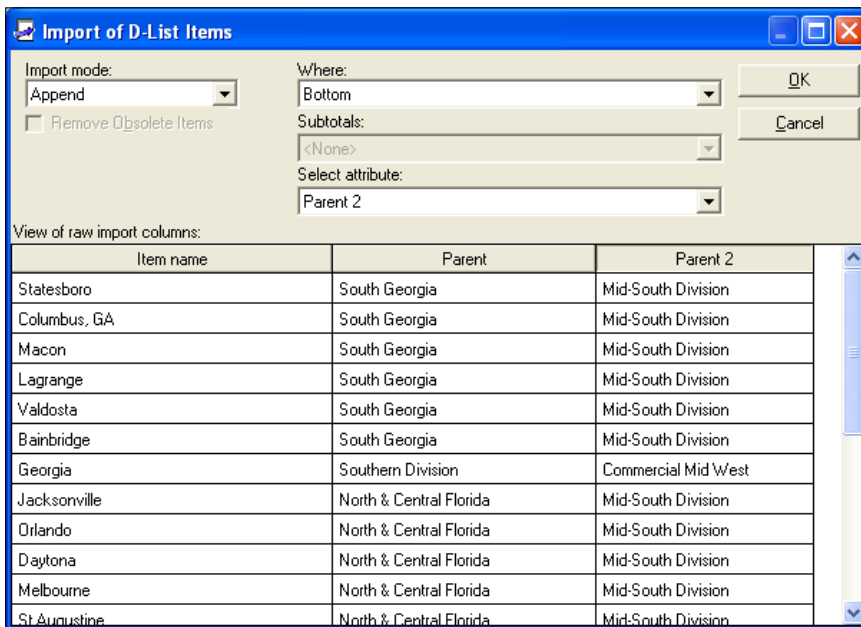 Import of D-List Items
Import mode: Where:
Append Bottom OK
Remove Obsolete Items Subtotals: Cancel
<None>
Select attribute:
Parent 2
View of raw import columns:
Item name Parent Parent 2
Statesboro South Georgia Mid-South Division
Columbus, GA South Georgia Mid-South Division
Macon South Georgia Mid-South Division
Lagrange South Georgia Mid-South Division
Valdosta South Georgia Mid-South Division
Bainbridge South Georgia Mid-South Division
Georgia Southern Division Commercial Mid West
Jacksonville North & Central Florida Mid-South Division
Orlando North & Central Florida Mid-South Division
Daytona North & Central Florida Mid-South Division
Melbourne North & Central Florida Mid-South Division
St Augustine North & Central Florida Mid-South Division